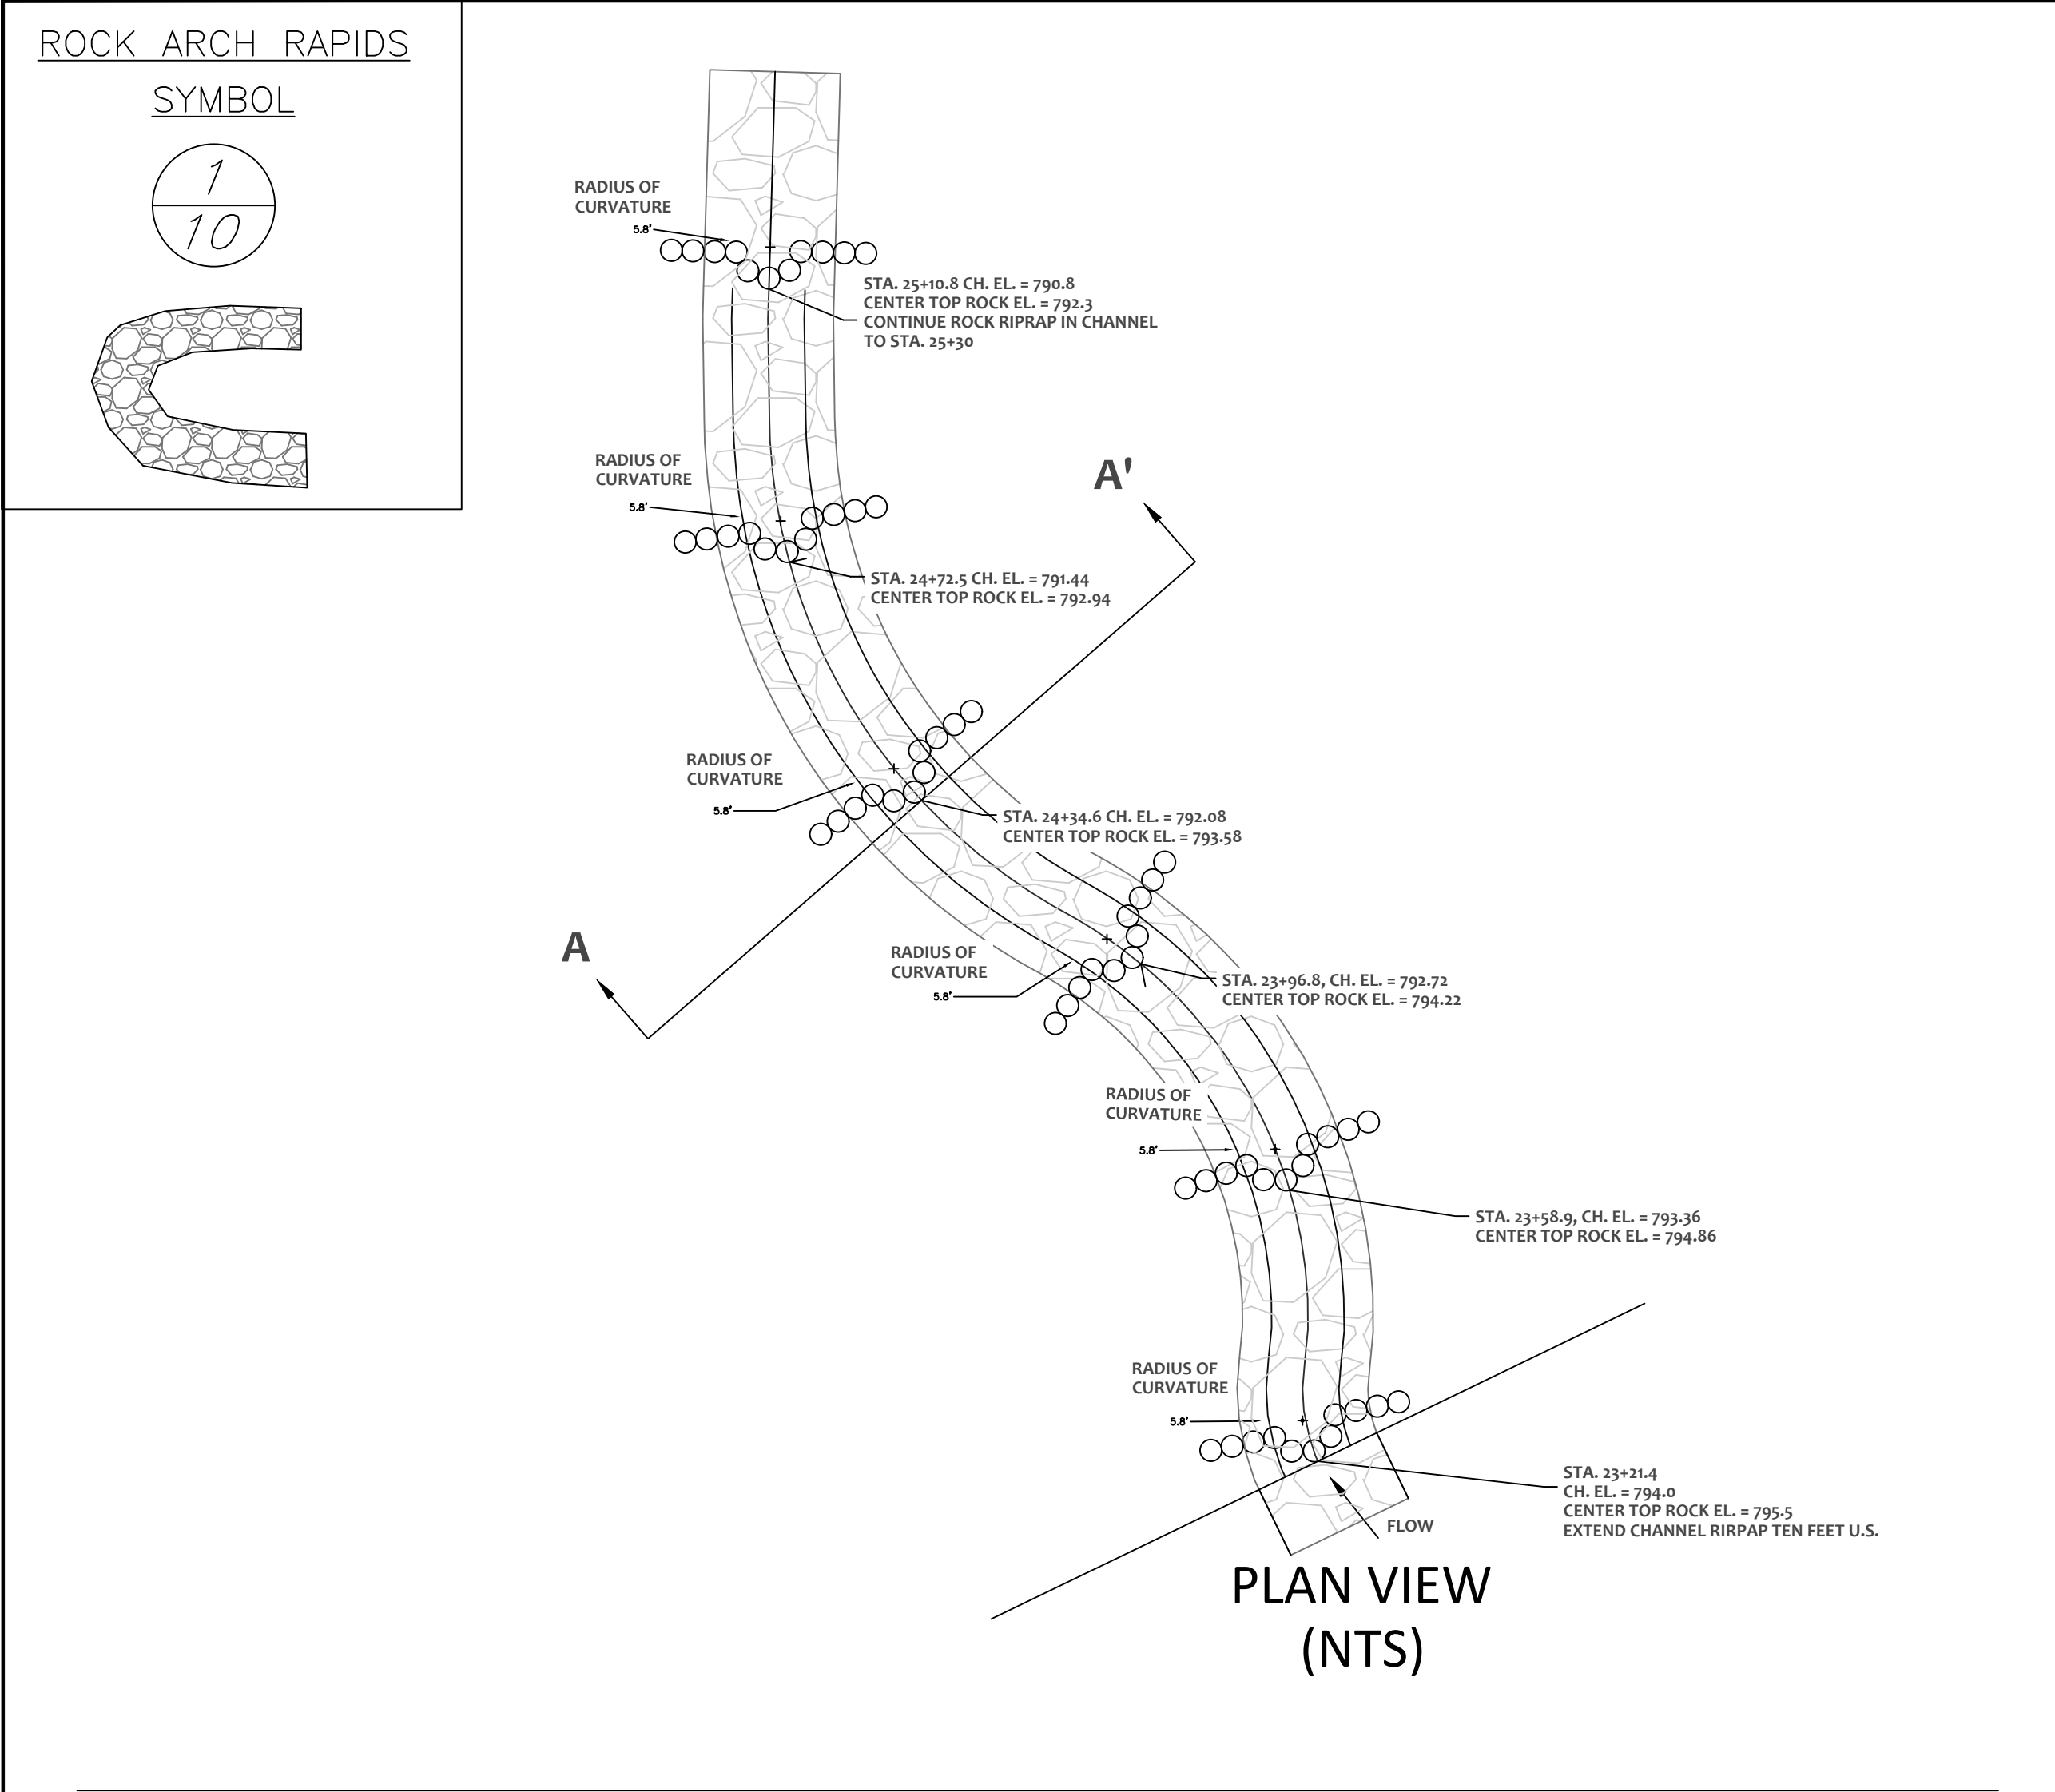 ROCK ARCH RAPIDS
SYMBOL
1
10
RADIUS OF
CURVATURE
5.8'
STA. 25+10.8 CH. EL. = 790.8
CENTER TOP ROCK EL. = 792.3
CONTINUE ROCK RIPRAP IN CHANNEL
TO STA. 25+30
RADIUS OF
CURVATURE
5.8'
A'
STA. 24+72.5 CH. EL. = 791.44
CENTER TOP ROCK EL. = 792.94
RADIUS OF
CURVATURE
5.8'
STA. 24+34.6 CH. EL. = 792.08
CENTER TOP ROCK EL. = 793.58
A
RADIUS OF
CURVATURE
5.8'
STA. 23+96.8, CH. EL. = 792.72
CENTER TOP ROCK EL. = 794.22
RADIUS OF
CURVATURE
5.8'
STA. 23+58.9, CH. EL. = 793.36
CENTER TOP ROCK EL. = 794.86
RADIUS OF
CURVATURE
5.8'
STA. 23+21.4
CH. EL. = 794.0
CENTER TOP ROCK EL. = 795.5
EXTEND CHANNEL RIRPAP TEN FEET U.S.
FLOW
PLAN VIEW
(NTS)